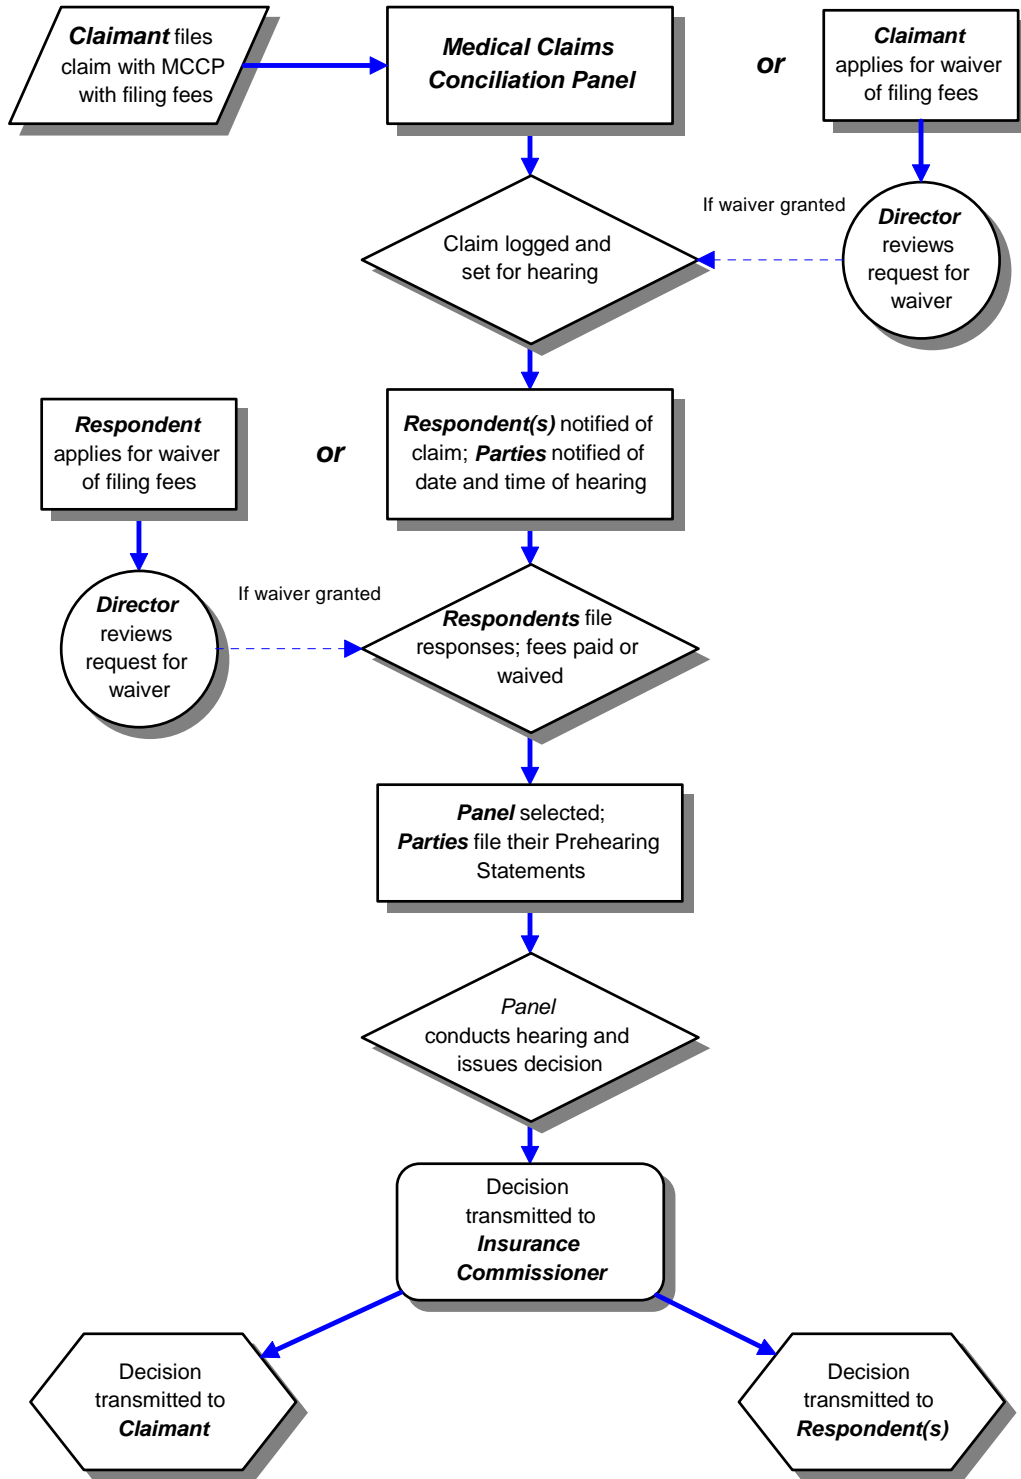 Claimant files
claim with MCCP
with filing fees
Medical Claims
Conciliation Panel
or
Claimant
applies for waiver
of filing fees
If waiver granted
Director
reviews
request for
waiver
Claim logged and
set for hearing
Respondent
applies for waiver
of filing fees
or
Respondent(s) notified of
claim; Parties notified of
date and time of hearing
Director
reviews
request for
waiver
If waiver granted
Respondents file
responses; fees paid or
waived
Panel selected;
Parties file their Prehearing
Statements
Panel
conducts hearing and
issues decision
Decision
transmitted to
Insurance
Commissioner
Decision
transmitted to
Claimant
Decision
transmitted to
Respondent(s)